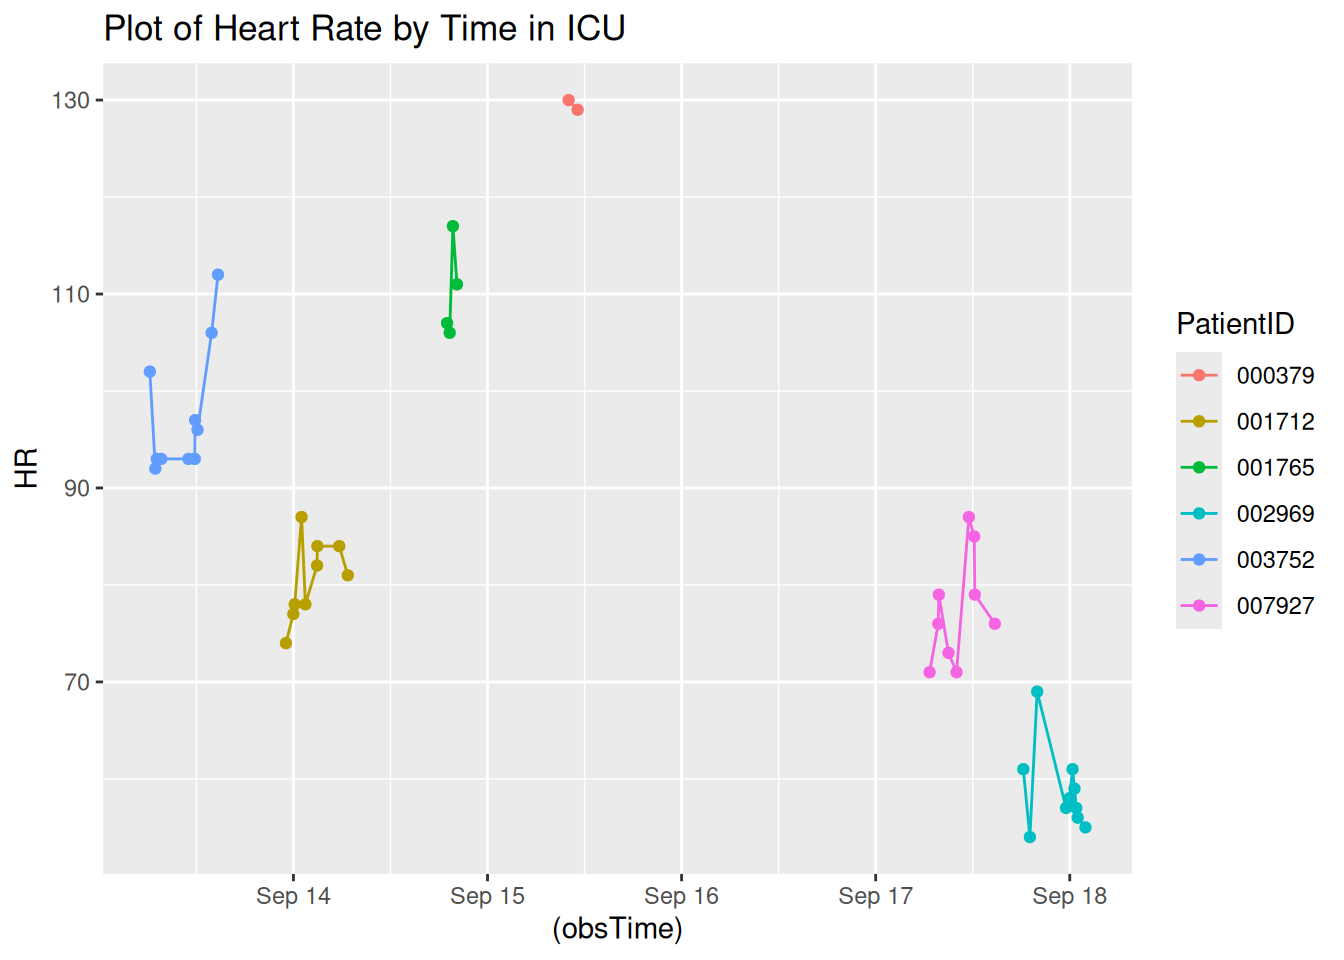 Plot of Heart Rate by Time in ICU
130
110
90
70
HR
Sep 14 Sep 15 Sep 16 Sep 17 Sep 18
(obsTime)
PatientID
000379
001712
001765
002969
003752
007927